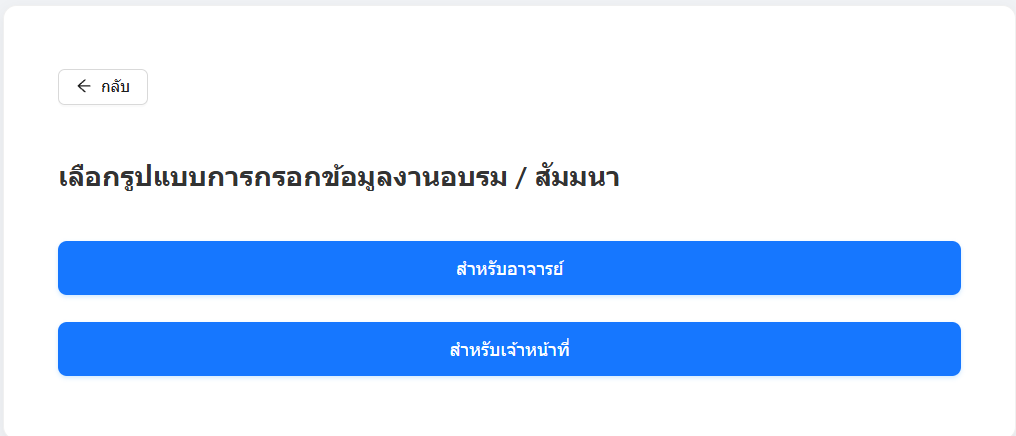 ← กลับ
เลือกรูปแบบการกรอกข้อมูลงานอบรม / สัมมนา
สำหรับอาจารย์
สำหรับเจ้าหน้าที่